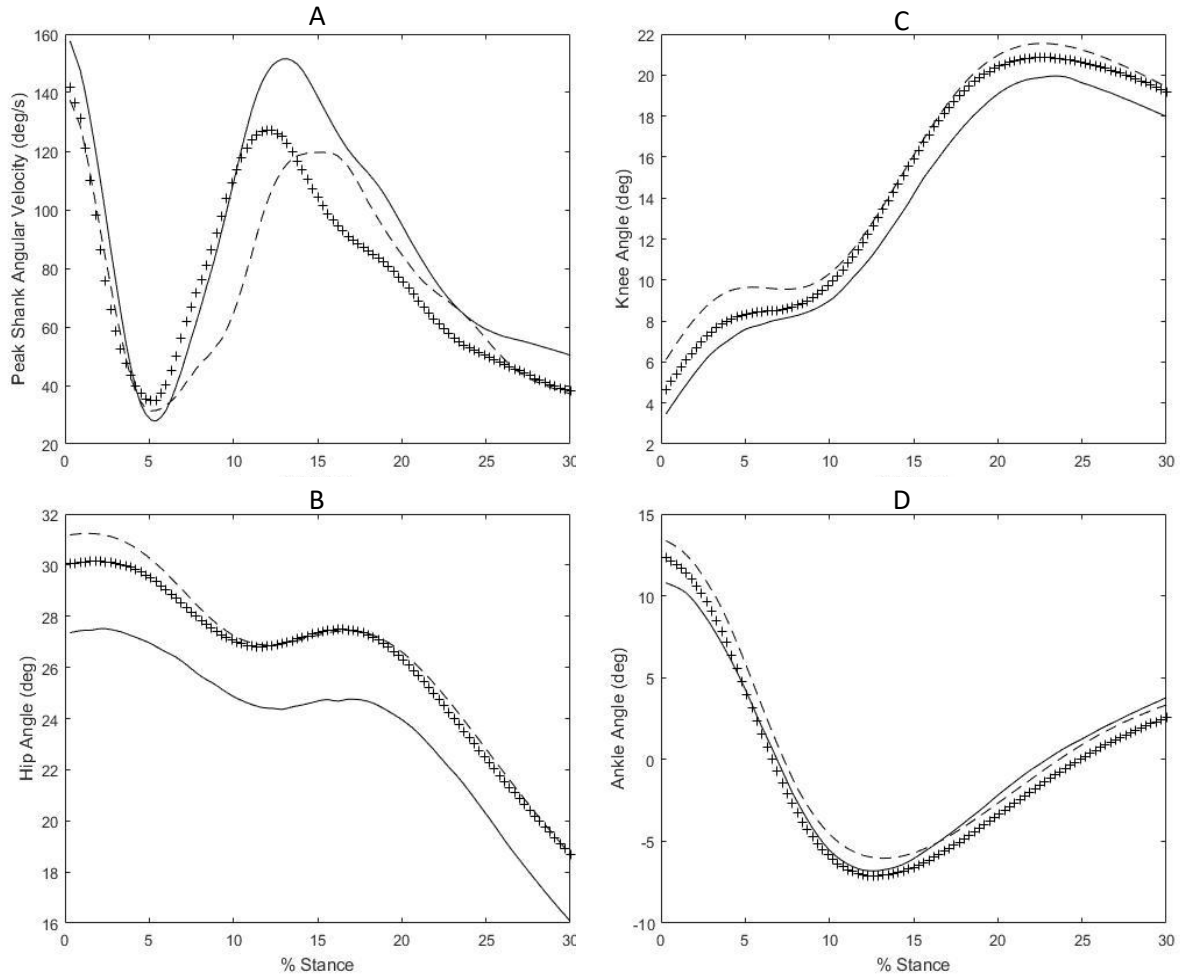 A
Peak Shank Angular Velocity (deg/s)
160
140
120
100
80
60
40
20
0 5 10 15 20 25 30
C
Knee Angle (deg)
22
20
18
16
14
12
10
8
6
4
2
0 5 10 15 20 25 30
B
Hip Angle (deg)
32
30
28
26
24
22
20
18
16
0 5 10 15 20 25 30
% Stance
D
Ankle Angle (deg)
15
10
5
0
-5
-10
0 5 10 15 20 25 30
% Stance